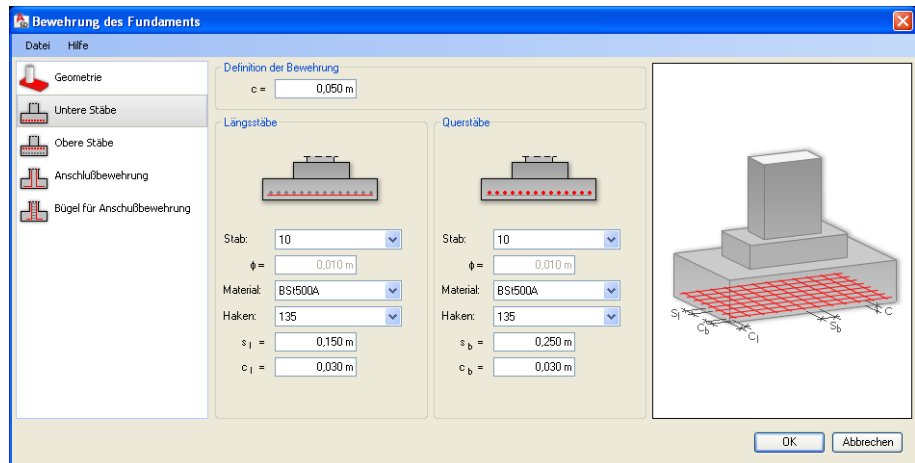 Bewehrung des Fundaments
Datei Hilfe
Geometrie
Untere Stäbe
Obere Stäbe
Anschlußbewehrung
Bügel für Anschußbewehrung
Definition der Bewehrung
c = 0,050 m
Längsstäbe
Stab: 10
ϕ = 0,010 m
Material: BSt500A
Haken: 135
s l = 0,150 m
c l = 0,030 m
Querstäbe
Stab: 10
ϕ = 0,010 m
Material: BSt500A
Haken: 135
s b = 0,250 m
c b = 0,030 m
S l
C b
C l
S b
C
OK Abbrechen